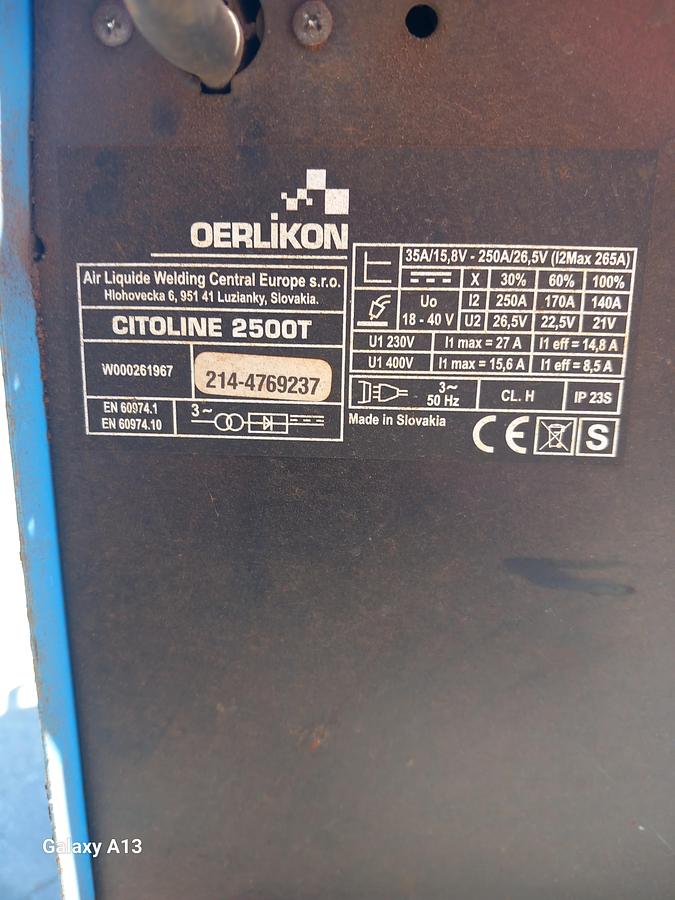 OERLIKON
Air Liquide Welding Central Europe s.r.o.
Hlohovecka 6, 951 41 Luzianky, Slovakia.
CITOLINE 2500T
W000261967
214-4769237
EN 60974.1
EN 60974.10
3~
35A/15,8V - 250A/26,5V (I2Max 265A)
X 30% 60% 100%
Uo I2 250A 170A 140A
18 - 40 V U2 26,5V 22,5V 21V
U1 230V I1 max = 27 A I1 eff = 14,8 A
U1 400V I1 max = 15,6 A I1 eff = 8,5 A
3~
50 Hz CL. H IP 23S
Made in Slovakia
CE S
Galaxy A13